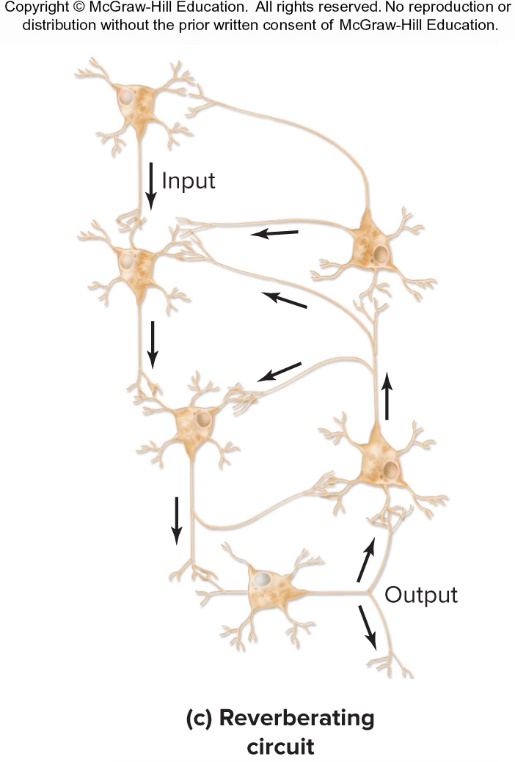 Copyright © McGraw-Hill Education. All rights reserved. No reproduction or
distribution without the prior written consent of McGraw-Hill Education.
Input
Output
(c) Reverberating
circuit